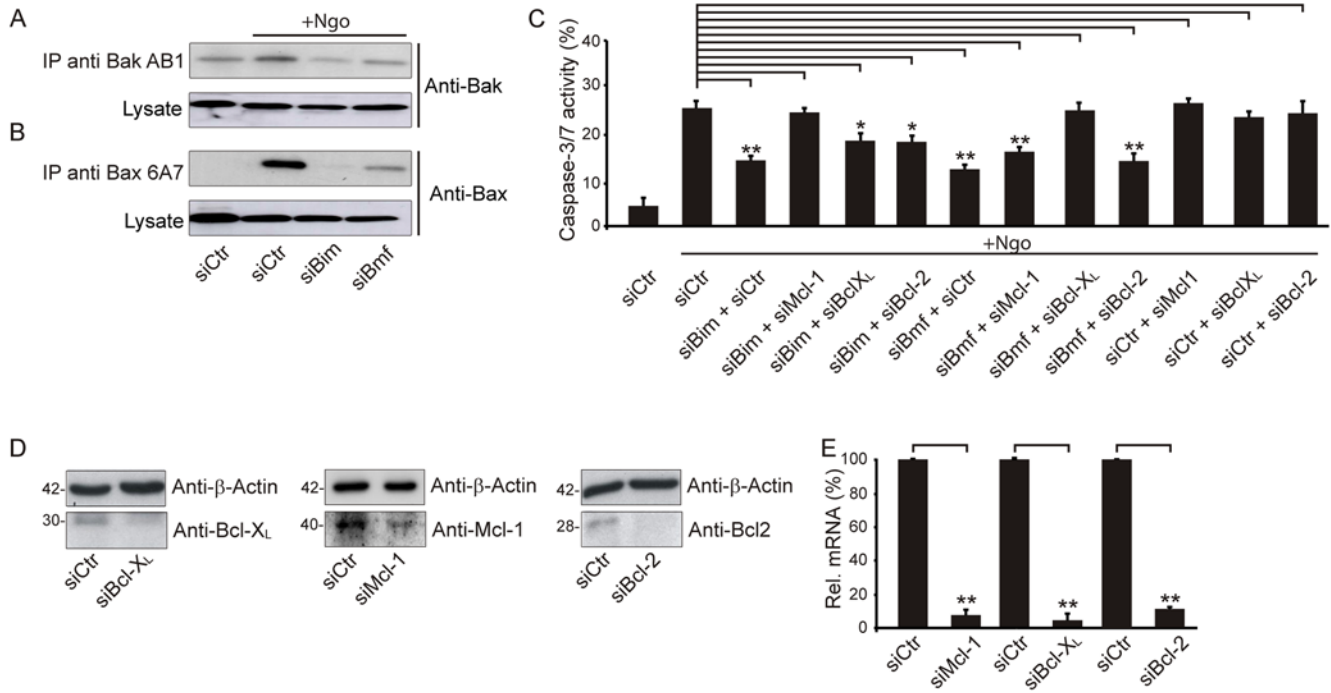 A
+Ngo
IP anti Bak AB1
Lysate
Anti-Bak
B
IP anti Bax 6A7
Lysate
Anti-Bax
siCtr
siCtr
siBim
siBmf
C
Caspase-3/7 activity (%)
40
30
20
10
0
**
*
*
**
**
**
+Ngo
siCtr
siCtr
siBim + siCtr
siBim + siMcl-1
siBim + siBclXL
siBim + siBcl-2
siBmf + siCtr
siBmf + siMcl-1
siBmf + siBcl-XL
siBmf + siBcl-2
siCtr + siMcl1
siCtr + siBclXL
siCtr + siBcl-2
D
42-
Anti-β-Actin
30-
Anti-Bcl-XL
siCtr
siBcl-XL
42-
Anti-β-Actin
40-
Anti-Mcl-1
siCtr
siMcl-1
42-
Anti-β-Actin
28-
Anti-Bcl2
siCtr
siBcl-2
E
Rel. mRNA (%)
100
80
60
40
20
0
**
**
**
siCtr
siMcl-1
siCtr
siBcl-XL
siCtr
siBcl-2